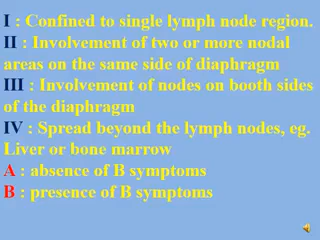 I : Confined to single lymph node region.
II : Involvement of two or more nodal
areas on the same side of diaphragm
III : Involvement of nodes on booth sides
of the diaphragm
IV : Spread beyond the lymph nodes, eg.
Liver or bone marrow
A : absence of B symptoms
B : presence of B symptoms